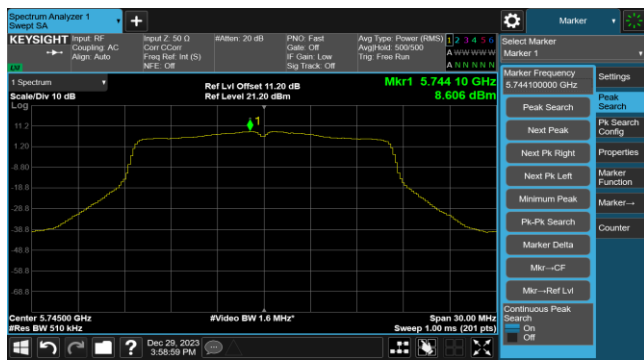 Spectrum Analyzer 1
Swept SA
Marker
KEYSIGHT
Input: RF
Coupling: AC
Align: Auto
Input Z: 50 Ω
Corr CCorr
Freq Ref: Int (S)
NFE: Off
#Atten: 20 dB
PNO: Fast
Gate: Off
IF Gain: Low
Sig Track: Off
Avg Type: Power (RMS)
Avg|Hold: 500/500
Trig: Free Run
1 2 3 4 5 6
A W W W W W
A N N N N N
Select Marker
Marker 1
1 Spectrum
Scale/Div 10 dB
Log
Ref Lvl Offset 11.20 dB
Ref Level 21.20 dBm
Mkr1 5.744 10 GHz
8.606 dBm
1
11.2
1.20
-8.80
-18.8
-28.8
-38.8
-48.8
-58.8
-68.8
Center 5.74500 GHz
#Res BW 510 kHz
#Video BW 1.6 MHz*
Span 30.00 MHz
Sweep 1.00 ms (201 pts)
Marker Frequency
5.744100000 GHz
Peak Search
Next Peak
Next Pk Right
Next Pk Left
Minimum Peak
Pk-Pk Search
Marker Delta
Mkr→CF
Mkr→Ref Lvl
Continuous Peak
Search
On
Off
Settings
Peak
Search
Pk Search
Config
Properties
Marker
Function
Marker→
Counter
?
Dec 29, 2023
3:58:59 PM